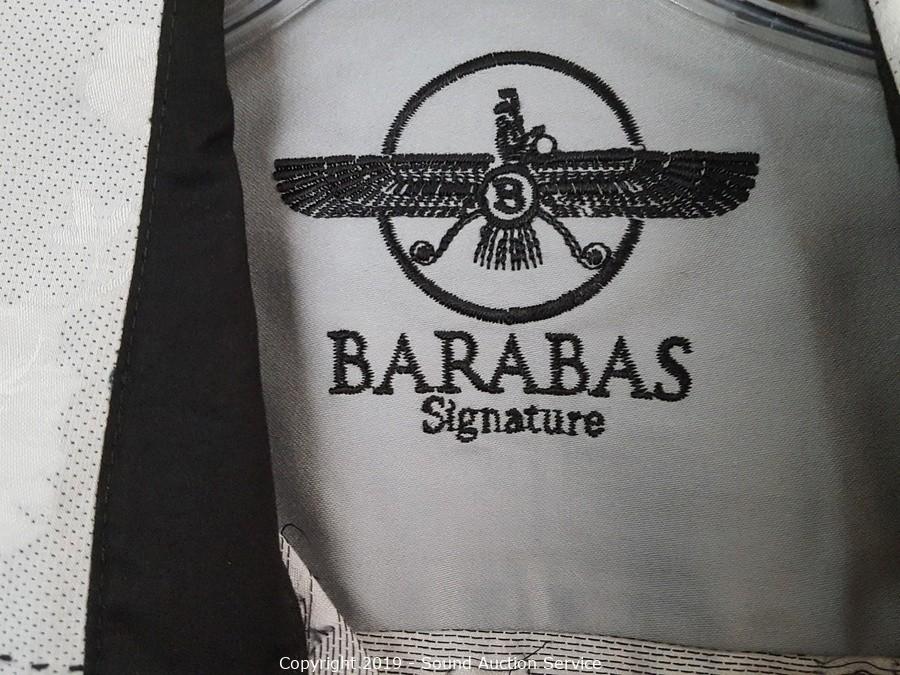 B
BARABAS
Signature
Copyright 2019 - Sound Auction Service